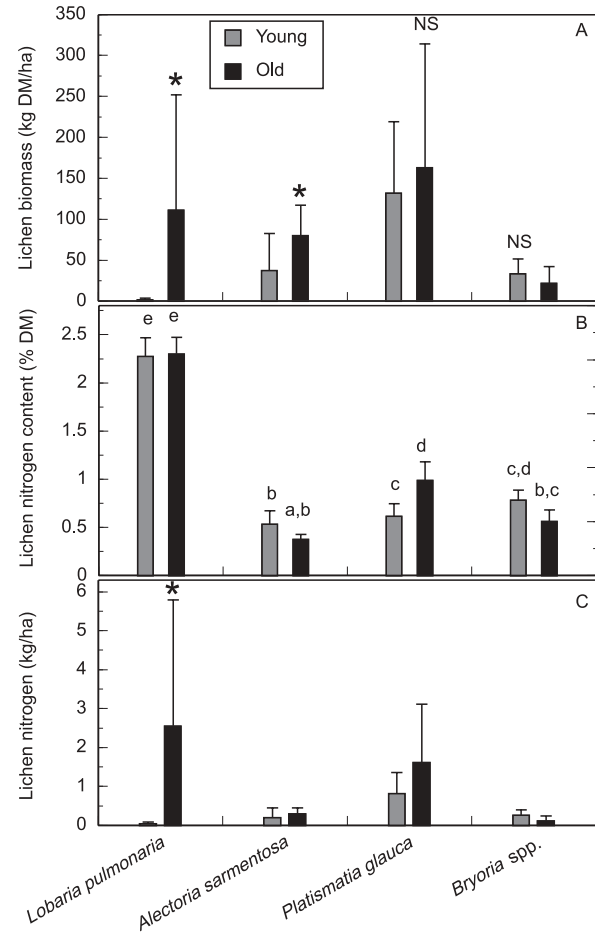 350
300
250
200
150
100
50
0
Lichen biomass (kg DM/ha)
Young
Old
A
*
*
NS
NS
2.5
2
1.5
1
0.5
0
Lichen nitrogen content (% DM)
B
e e
b a,b
c d
c,d b,c
6
5
4
3
2
1
0
Lichen nitrogen (kg/ha)
C
*
Lobaria pulmonaria
Alectoria sarmentosa
Platismatia glauca
Bryoria spp.